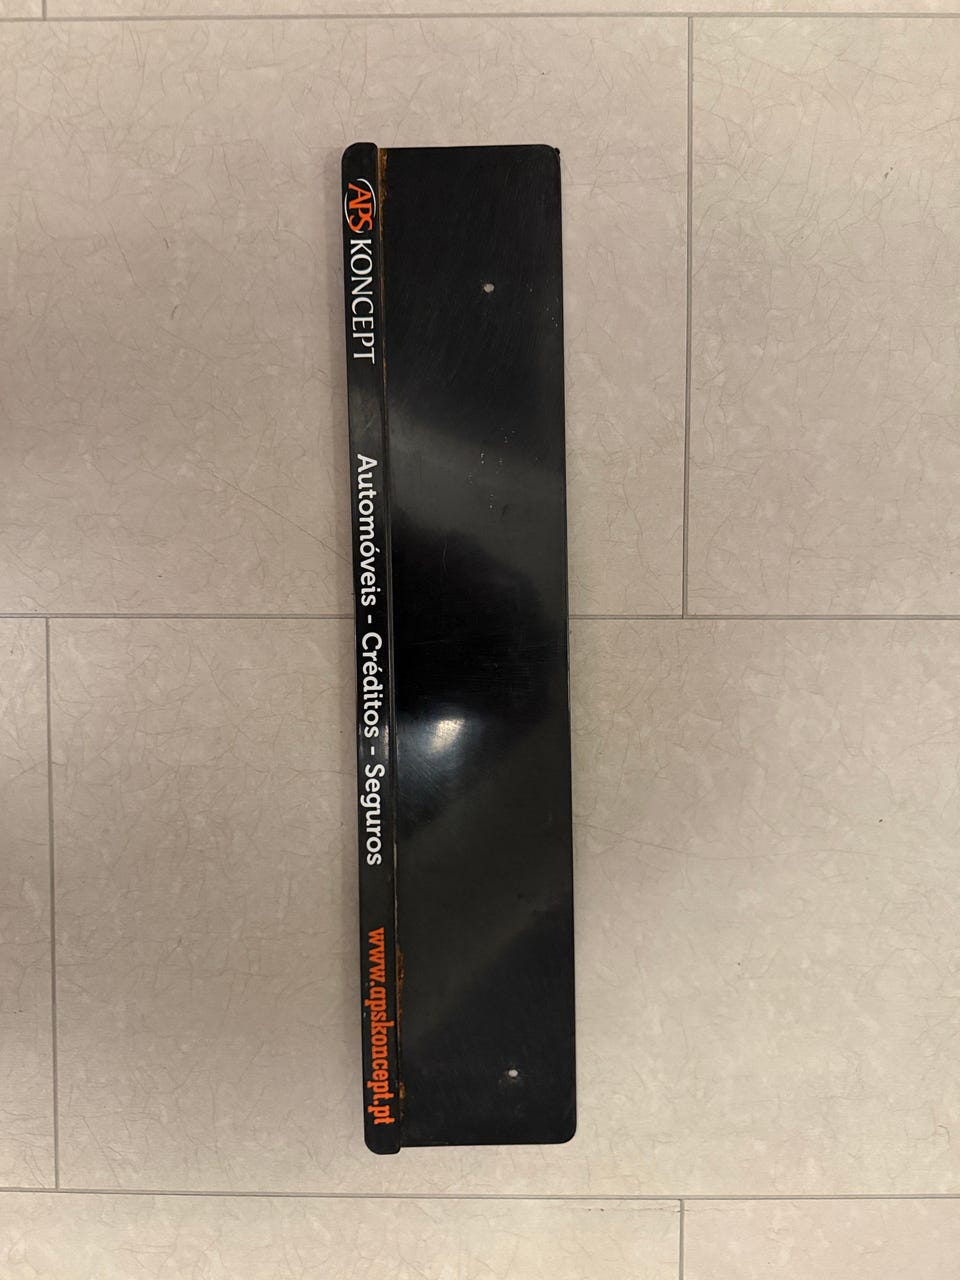 APS KONCEPT Automóveis - Créditos - Seguros www.apskoncept.pt